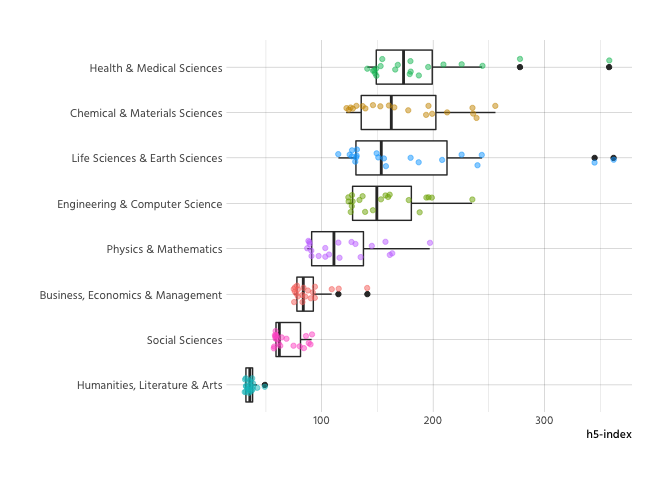 Health & Medical Sciences
Chemical & Materials Sciences
Life Sciences & Earth Sciences
Engineering & Computer Science
Physics & Mathematics
Business, Economics & Management
Social Sciences
Humanities, Literature & Arts
100 200 300
h5-index